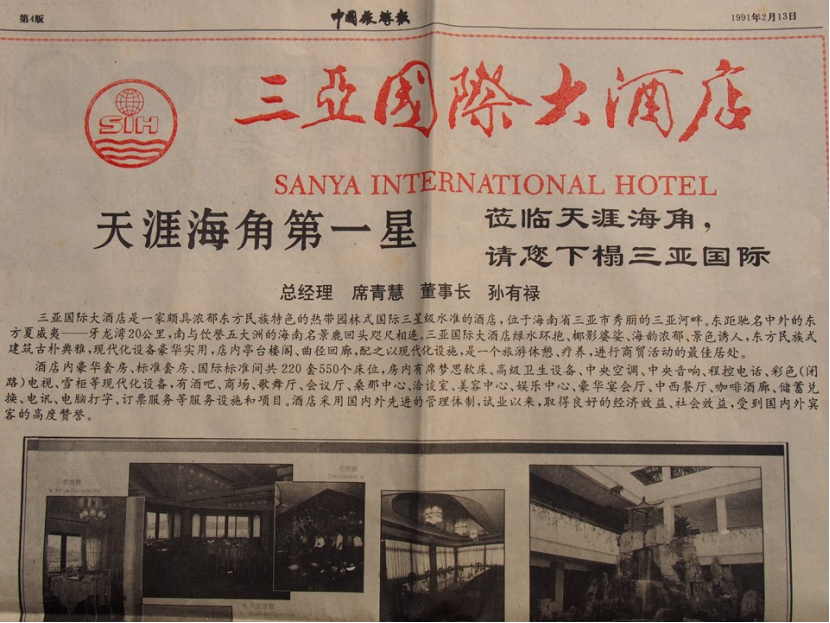 第4版
中國旅游報
1991年2月13日
SIH
三亞國際大酒店
SANYA INTERNATIONAL HOTEL
天涯海角第一星
莅临天涯海角，
请您下榻三亚国际
总经理 席青慧 董事长 孙有禄
三亚国际大酒店是一家颇具浓郁东方民族特色的热带园林式国际三星级水准的酒店，位于海南省三亚市秀丽的三亚河畔。东距驰名中外的东
方夏威夷——牙龙湾20公里，南与饮誉五大洲的海南名景鹿回头咫尺相连。三亚国际大酒店绿水环抱、椰影婆娑、海韵浓郁、景色诱人，东方民族式
建筑古朴典雅，现代化设备豪华实用，店内亭台楼阁、曲径回廊，配之以现代化设施，是一个旅游休憩、疗养、进行商贸活动的最佳居处。
酒店内豪华套房、标准套房、国际标准间共220套550个床位，房内有席梦思软床、高级卫生设备、中央空调、中央音响、程控电话、彩色(闭
路)电视、雪柜等现代化设备，有酒吧、商场、歌舞厅、会议厅、桑那中心、洽谈室、美容中心、娱乐中心、豪华宴会厅、中西餐厅、咖啡酒廊、储蓄兑
换、电讯、电脑打字、订票服务等服务设施和项目。酒店采用国内外先进的管理体制，试业以来，取得良好的经济效益、社会效益，受到国内外宾
客的高度赞誉。